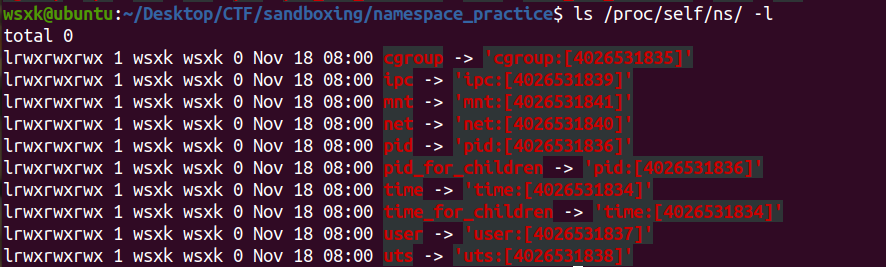 wsxk@ubuntu:~/Desktop/CTF/sandboxing/namespace_practice$ ls /proc/self/ns/ -l
total 0
lrwxrwxrwx 1 wsxk wsxk 0 Nov 18 08:00 cgroup -> 'cgroup:[4026531835]'
lrwxrwxrwx 1 wsxk wsxk 0 Nov 18 08:00 ipc -> 'ipc:[4026531839]'
lrwxrwxrwx 1 wsxk wsxk 0 Nov 18 08:00 mnt -> 'mnt:[4026531841]'
lrwxrwxrwx 1 wsxk wsxk 0 Nov 18 08:00 net -> 'net:[4026531840]'
lrwxrwxrwx 1 wsxk wsxk 0 Nov 18 08:00 pid -> 'pid:[4026531836]'
lrwxrwxrwx 1 wsxk wsxk 0 Nov 18 08:00 pid_for_children -> 'pid:[4026531836]'
lrwxrwxrwx 1 wsxk wsxk 0 Nov 18 08:00 time -> 'time:[4026531834]'
lrwxrwxrwx 1 wsxk wsxk 0 Nov 18 08:00 time_for_children -> 'time:[4026531834]'
lrwxrwxrwx 1 wsxk wsxk 0 Nov 18 08:00 user -> 'user:[4026531837]'
lrwxrwxrwx 1 wsxk wsxk 0 Nov 18 08:00 uts -> 'uts:[4026531838]'